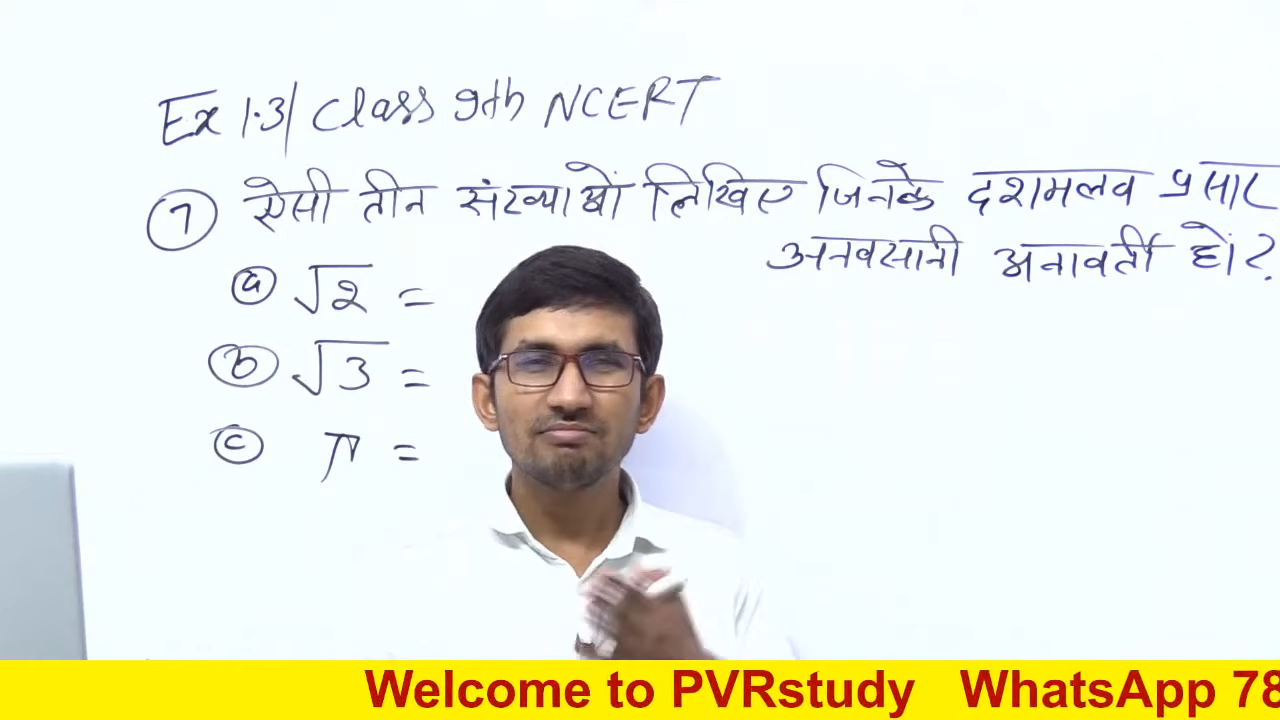 Ex 1.3/ Class 9th NCERT
7 ऐसी तीन संख्याओं लिखिए जिनके दशमलव प्रसार
अनवसानी अनावर्ती हों?
a √2 =
b √3 =
c π =
Welcome to PVRstudy WhatsApp 78